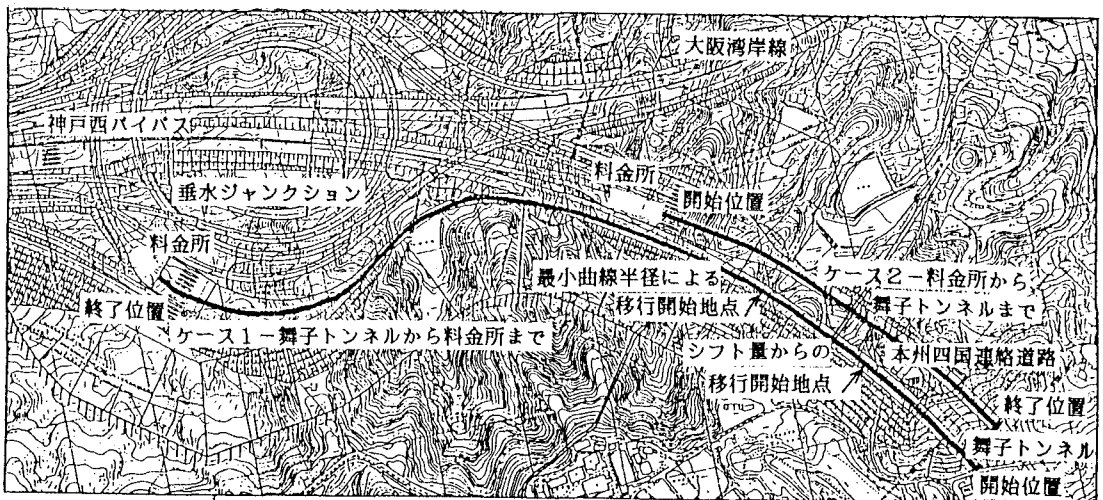 大阪湾岸線
神戸西バイパス
料金所
垂水ジャンクション
開始位置
料金所
最小曲線半径による
移行開始地点
ケース2－料金所から
舞子トンネルまで
終了位置
ケース1－舞子トンネルから料金所まで
シフト量からの
移行開始地点
本州四国連絡道路
終了位置
舞子トンネル
開始位置